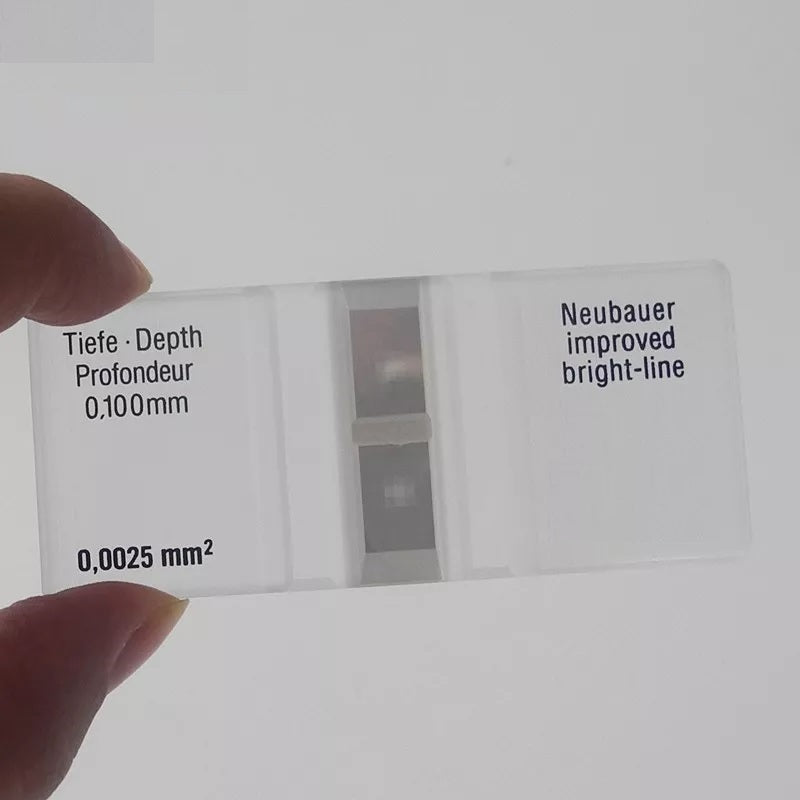 Tiefe · Depth
Profondeur
0,100mm
0,0025 mm²
Neubauer
improved
bright-line